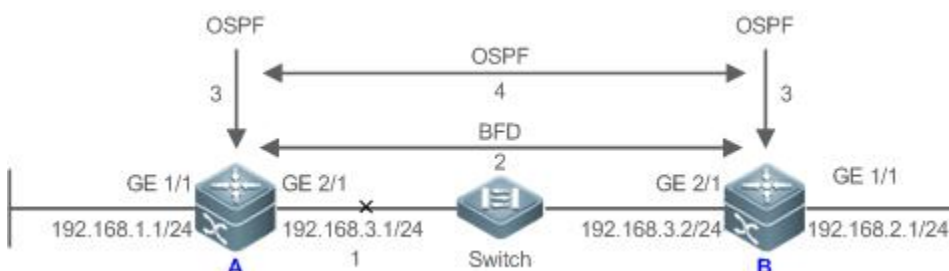 OSPF OSPF
OSPF
3 4 3
BFD
2
GE 1/1 GE 2/1 GE 2/1 GE 1/1
192.168.1.1/24 192.168.3.1/24 192.168.3.2/24 192.168.2.1/24
A 1 Switch B